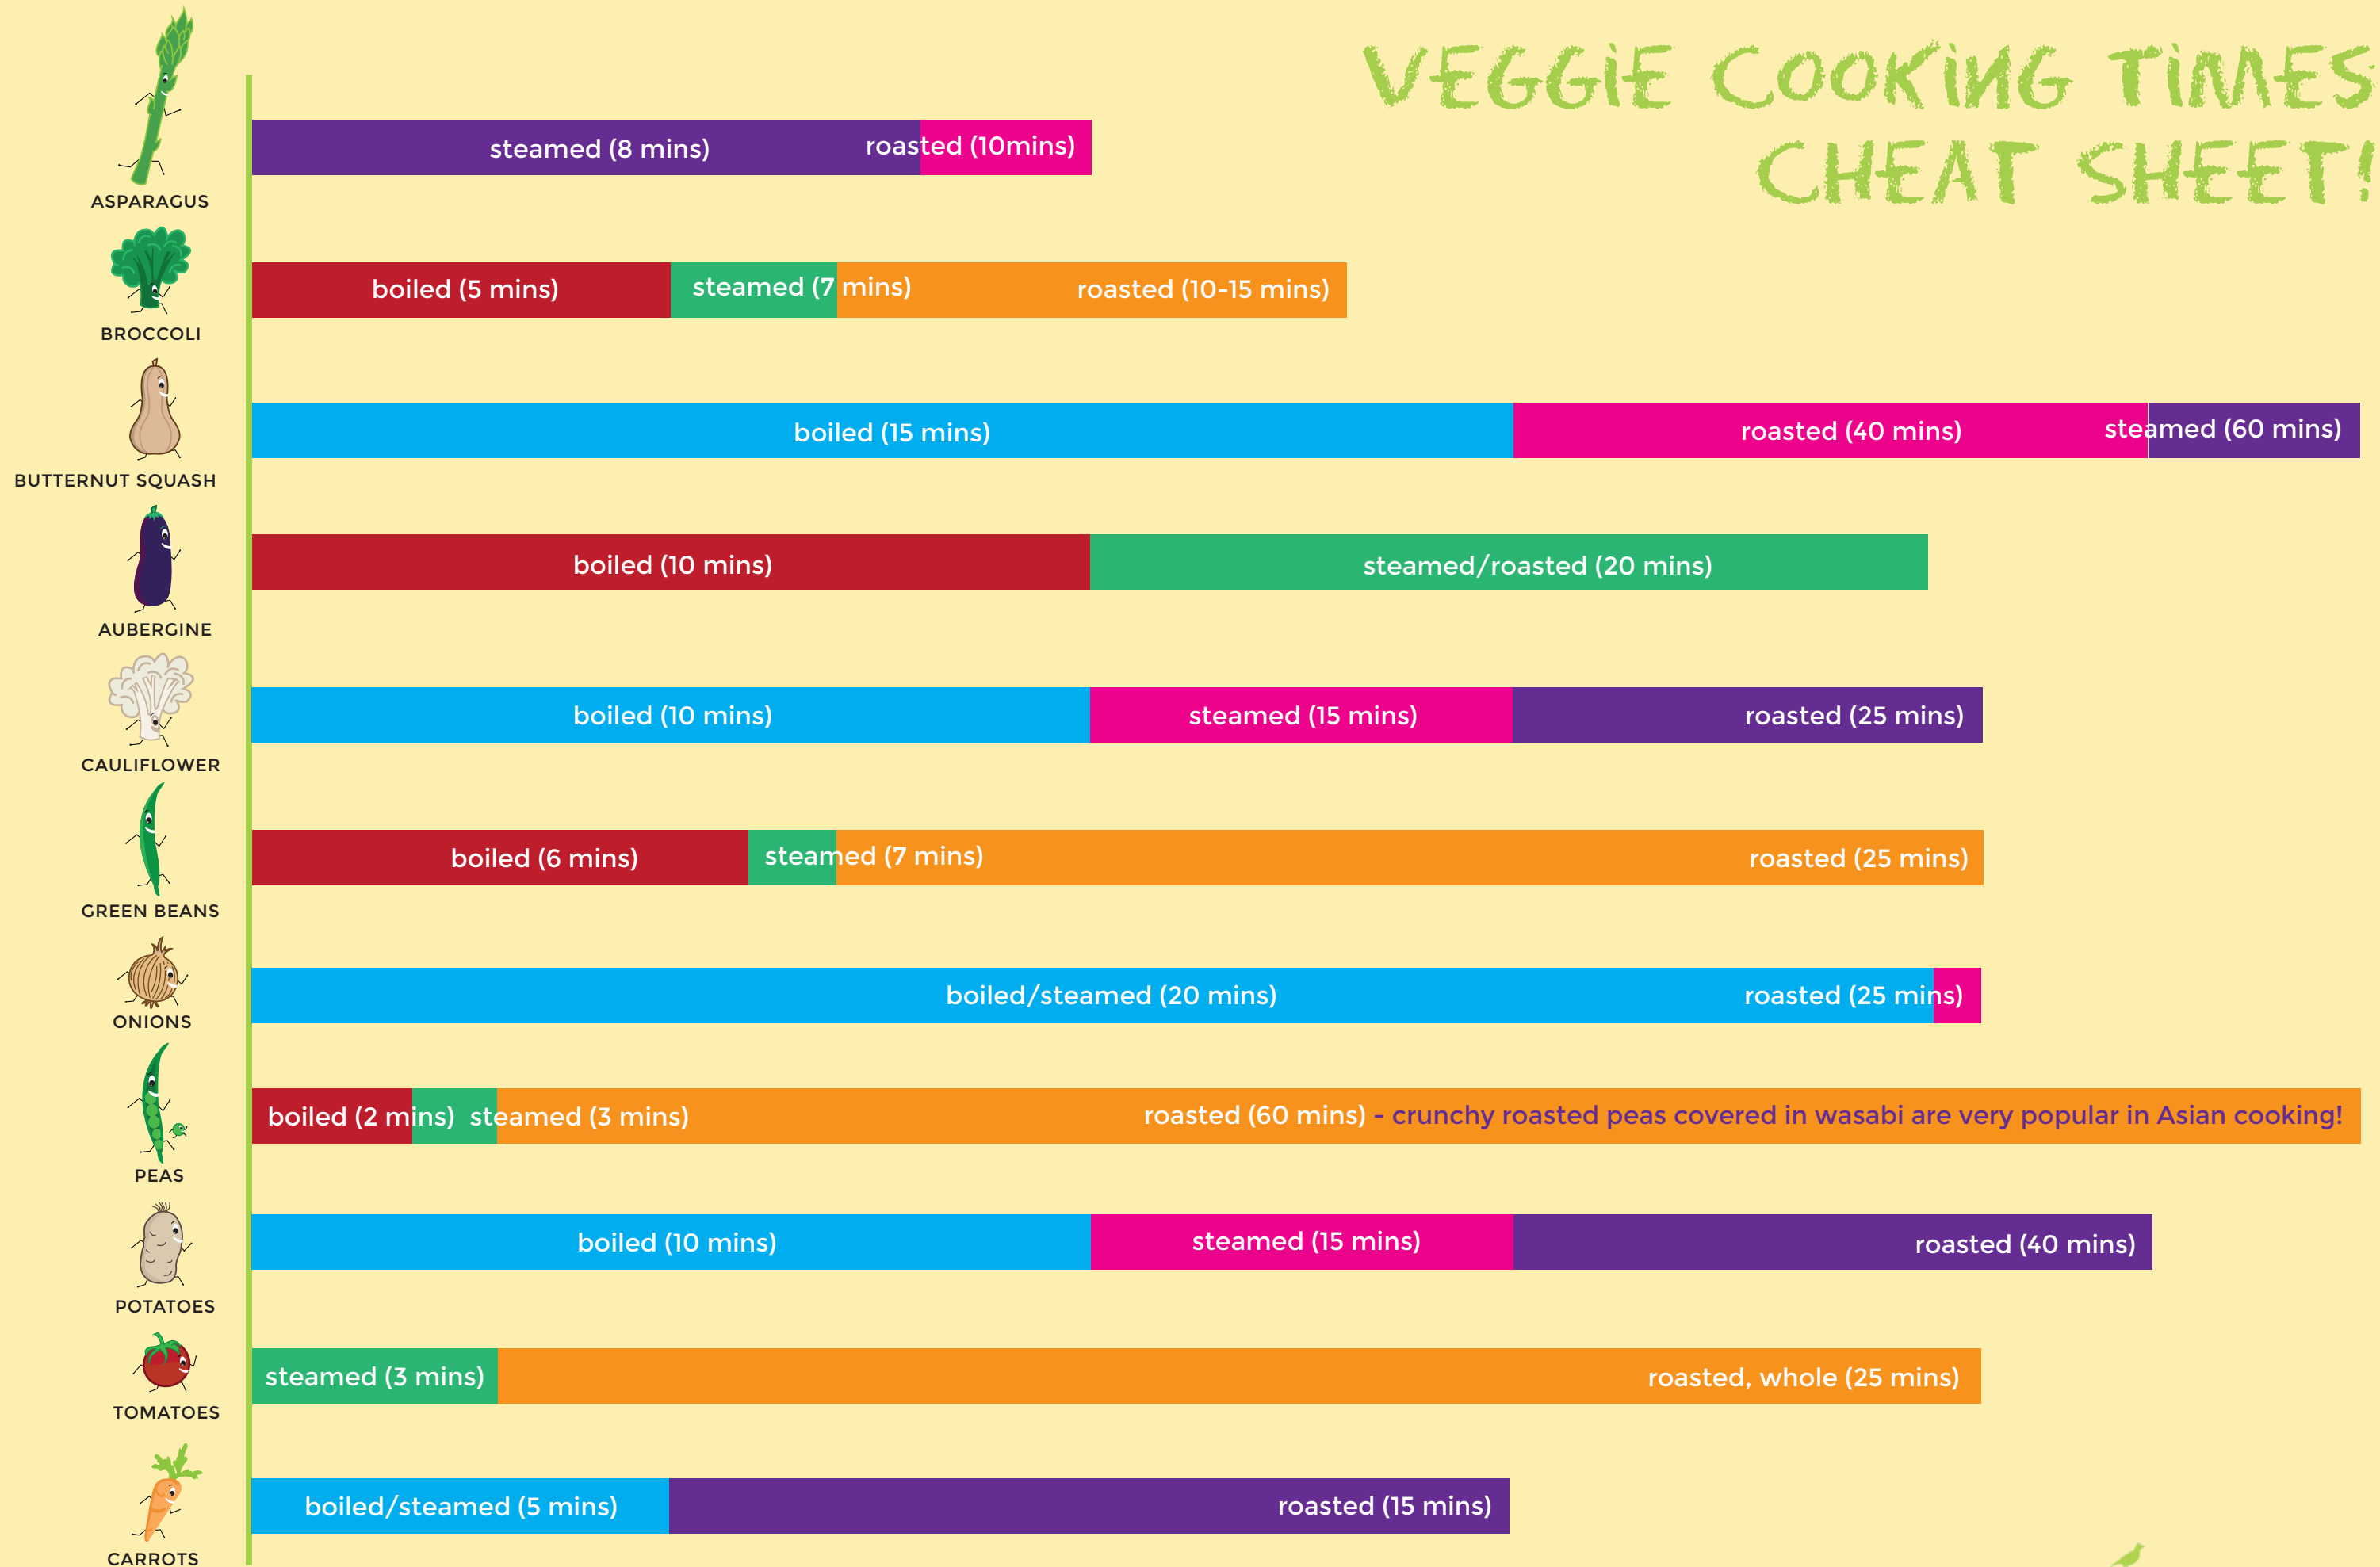 VEGGIE COOKING TIMES
CHEAT SHEET!
steamed (8 mins) roasted (10mins)
ASPARAGUS
boiled (5 mins) steamed (7 mins) roasted (10-15 mins)
BROCCOLI
boiled (15 mins) roasted (40 mins) steamed (60 mins)
BUTTERNUT SQUASH
boiled (10 mins) steamed/roasted (20 mins)
AUBERGINE
boiled (10 mins) steamed (15 mins) roasted (25 mins)
CAULIFLOWER
boiled (6 mins) steamed (7 mins) roasted (25 mins)
GREEN BEANS
boiled/steamed (20 mins) roasted (25 mins)
ONIONS
boiled (2 mins) steamed (3 mins) roasted (60 mins) - crunchy roasted peas covered in wasabi are very popular in Asian cooking!
PEAS
boiled (10 mins) steamed (15 mins) roasted (40 mins)
POTATOES
steamed (3 mins) roasted, whole (25 mins)
TOMATOES
boiled/steamed (5 mins) roasted (15 mins)
CARROTS